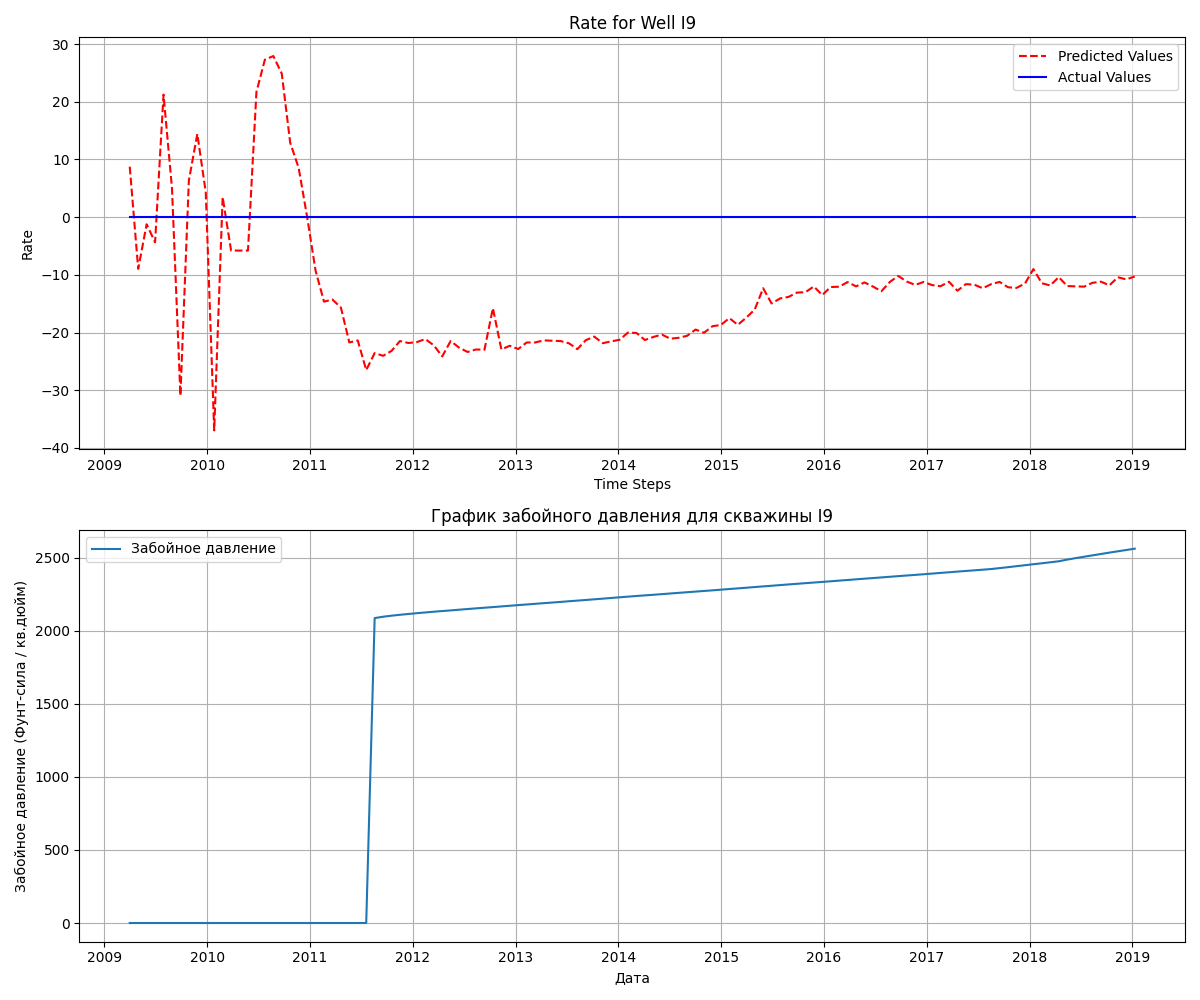 Rate for Well I9
30
20
10
0
−10
−20
−30
−40
Rate
Predicted Values
Actual Values
2009 2010 2011 2012 2013 2014 2015 2016 2017 2018 2019
Time Steps
График забойного давления для скважины I9
Забойное давление
2500
2000
1500
1000
500
0
Забойное давление (Фунт-сила / кв.дюйм)
2009 2010 2011 2012 2013 2014 2015 2016 2017 2018 2019
Дата